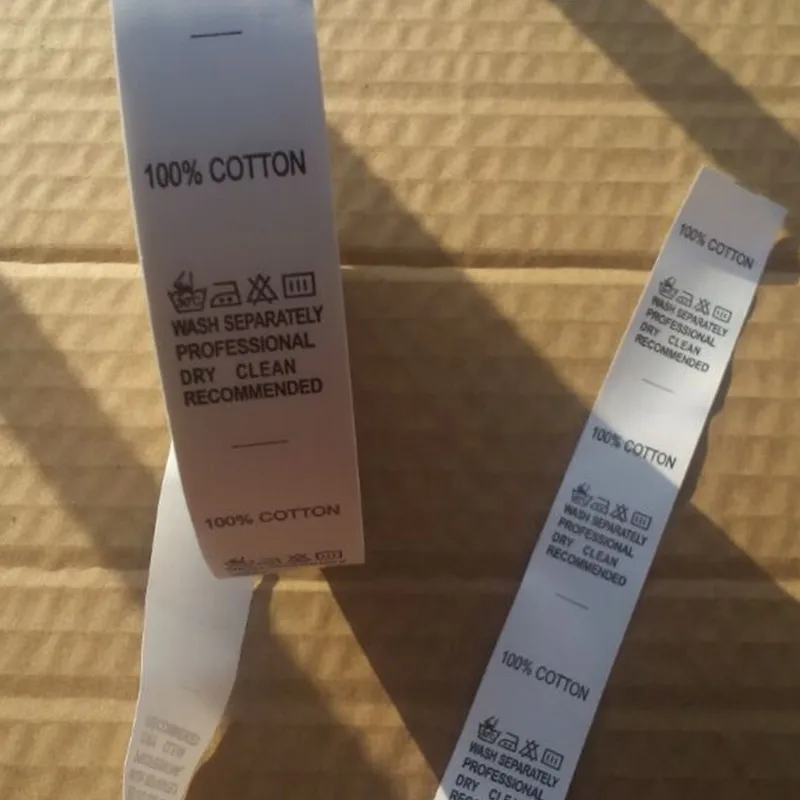 100% COTTON
WASH SEPARATELY
PROFESSIONAL
DRY CLEAN
RECOMMENDED
100% COTTON
100% COTTON
WASH SEPARATELY
PROFESSIONAL
DRY CLEAN
RECOMMENDED
100% COTTON
WASH SEPARATELY
PROFESSIONAL
DRY CLEAN
RECOMMENDED
100% COTTON
WASH SEPARATELY
PROFESSIONAL
DRY